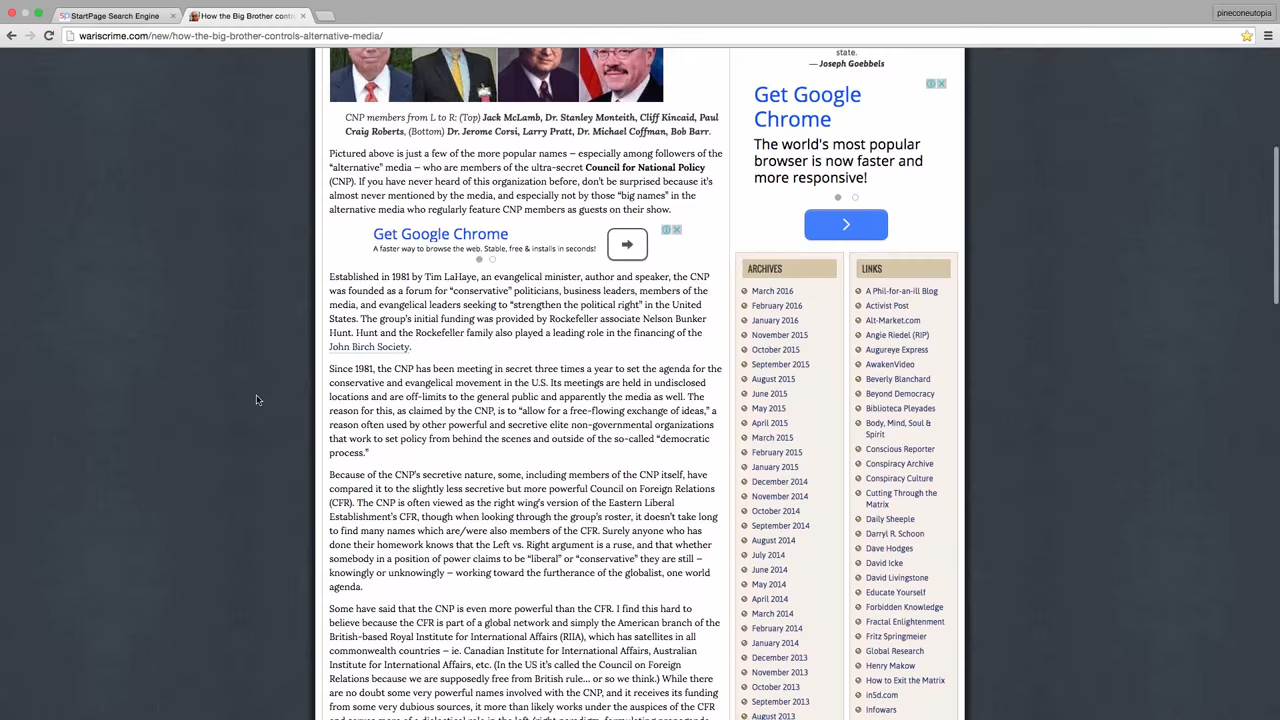 StartPage Search Engine
How the Big Brother contr
pineconeutopia
wariscrime.com/new/how-the-big-brother-controls-alternative-media/
CNP members from L to R: (Top) Jack McLamb, Dr. Stanley Monteith, Cliff Kincaid, Paul
Craig Roberts, (Bottom) Dr. Jerome Corsi, Larry Pratt, Dr. Michael Coffman, Bob Barr.
Pictured above is just a few of the more popular names – especially among followers of the
“alternative” media – who are members of the ultra-secret Council for National Policy
(CNP). If you have never heard of this organization before, don’t be surprised because it’s
almost never mentioned by the media, and especially not by those “big names” in the
alternative media who regularly feature CNP members as guests on their show.
Get Google Chrome
A faster way to browse the web. Stable, free & installs in seconds!
Established in 1981 by Tim LaHaye, an evangelical minister, author and speaker, the CNP
was founded as a forum for “conservative” politicians, business leaders, members of the
media, and evangelical leaders seeking to “strengthen the political right” in the United
States. The group’s initial funding was provided by Rockefeller associate Nelson Bunker
Hunt. Hunt and the Rockefeller family also played a leading role in the financing of the
John Birch Society.
Since 1981, the CNP has been meeting in secret three times a year to set the agenda for the
conservative and evangelical movement in the U.S. Its meetings are held in undisclosed
locations and are off-limits to the general public and apparently the media as well. The
reason for this, as claimed by the CNP, is to “allow for a free-flowing exchange of ideas,” a
reason often used by other powerful and secretive elite non-governmental organizations
that work to set policy from behind the scenes and outside of the so-called “democratic
process.”
Because of the CNP’s secretive nature, some, including members of the CNP itself, have
compared it to the slightly less secretive but more powerful Council on Foreign Relations
(CFR). The CNP is often viewed as the right wing’s version of the Eastern Liberal
Establishment’s CFR, though when looking through the group’s roster, it doesn’t take long
to find many names which are/were also members of the CFR. Surely anyone who has
done their homework knows that the Left vs. Right argument is a ruse, and that whether
somebody in a position of power claims to be “liberal” or “conservative” they are still –
knowingly or unknowingly – working toward the furtherance of the globalist, one world
agenda.
Some have said that the CNP is even more powerful than the CFR. I find this hard to
believe because the CFR is part of a global network and simply the American branch of the
British-based Royal Institute for International Affairs (RIIA), which has satellites in all
commonwealth countries – ie. Canadian Institute for International Affairs, Australian
Institute for International Affairs, etc. (In the US it’s called the Council on Foreign
Relations because we are supposedly free from British rule... or so we think.) While there
are no doubt some very powerful names involved with the CNP, and it receives its funding
from some very dubious sources, it more than likely works under the auspices of the CFR
state.
— Joseph Goebbels
Get Google
Chrome
The world's most popular
browser is now faster and
more responsive!
ARCHIVES
March 2016
February 2016
January 2016
November 2015
October 2015
September 2015
August 2015
June 2015
May 2015
April 2015
March 2015
February 2015
January 2015
December 2014
November 2014
October 2014
September 2014
August 2014
July 2014
June 2014
May 2014
April 2014
March 2014
February 2014
January 2014
December 2013
November 2013
October 2013
September 2013
August 2013
LINKS
A Phil-for-an-ill Blog
Activist Post
Alt-Market.com
Angie Riedel (RIP)
Augureye Express
AwakenVideo
Beverly Blanchard
Beyond Democracy
Biblioteca Pleyades
Body, Mind, Soul &
Spirit
Conscious Reporter
Conspiracy Archive
Conspiracy Culture
Cutting Through the
Matrix
Daily Sheeple
Darryl R. Schoon
Dave Hodges
David Icke
David Livingstone
Educate Yourself
Forbidden Knowledge
Fractal Enlightenment
Fritz Springmeier
Global Research
Henry Makow
How to Exit the Matrix
in5d.com
Infowars